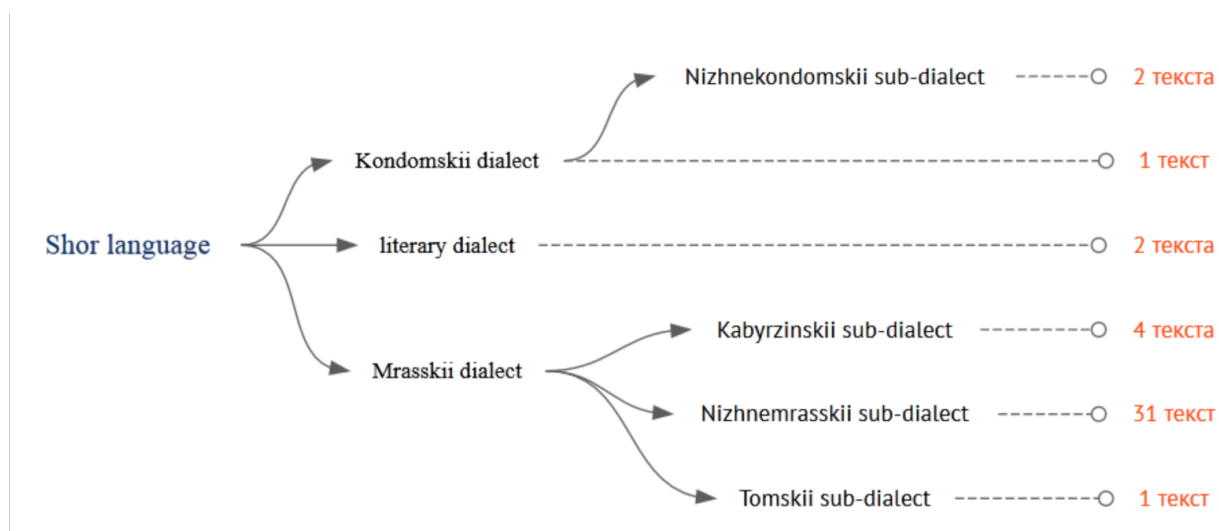 Nizhnekondomskii sub-dialect 2 текста
Kondomskii dialect 1 текст
Shor language literary dialect 2 текста
Kabyrzinskii sub-dialect 4 текста
Mrasskii dialect
Nizhnemrasskii sub-dialect 31 текст
Tomskii sub-dialect 1 текст